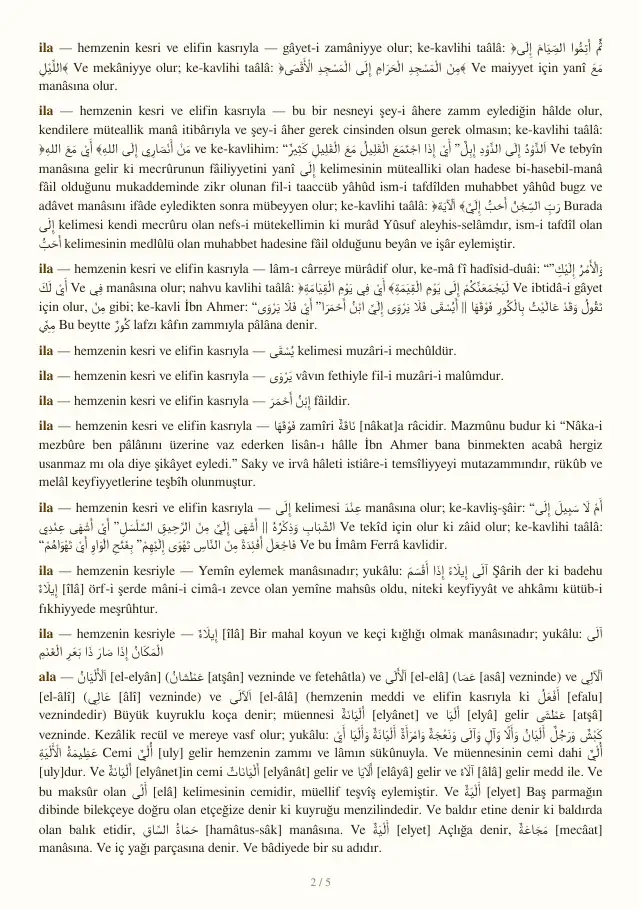 ila — hemzenin kesri ve elifin kasrıyla — gâyet-i zamâniyye olur; ke-kavlihi taâlâ: ﴿ثُمَّ أَتِمُّوا الصِّيَامَ إِلَى
اللَّيْلِ﴾ Ve mekâniyye olur; ke-kavlihi taâlâ: ﴿مِنَ الْمَسْجِدِ الْحَرَامِ إِلَى الْمَسْجِدِ الْأَقْصَى﴾ Ve maiyyet için yanî مَعَ
manâsına olur.
ila — hemzenin kesri ve elifin kasrıyla — bu bir nesneyi şey-i âhere zamm eylediğin hâlde olur,
kendilere müteallik manâ itibârıyla ve şey-i âher gerek cinsinden olsun gerek olmasın; ke-kavlihi taâlâ:
﴿مَنْ أَنْصَارِي إِلَى اللهِ﴾ أَيْ مَعَ اللهِ ve ke-kavlihim: “اَلذَّوْدُ إِلَى الذَّوْدِ إِبِلٌ” أَيْ إِذَا اجْتَمَعَ الْقَلِيلُ مَعَ الْقَلِيلِ كَثِيرٌ Ve tebyîn
manâsına gelir ki mecrûrunun fâiliyyetini yanî إِلَى kelimesinin müteallıkı olan hadese bi-hasebil-manâ
fâil olduğunu mukaddeminde zikr olunan fil-i taaccüb yâhûd ism-i tafdîlden muhabbet yâhûd bugz ve
adâvet manâsını ifâde eyledikten sonra mübeyyen olur; ke-kavlihi taâlâ: ﴿رَبِّ السِّجْنُ أَحَبُّ إِلَيَّ﴾ اَلْآيَةَ Burada
إِلَى kelimesi kendi mecrûru olan nefs-i mütekellimin ki murâd Yûsuf aleyhis-selâmdır, ism-i tafdîl olan
أَحَبُّ kelimesinin medlûlü olan muhabbet hadesine fâil olduğunu beyân ve işâr eylemiştir.
ila — hemzenin kesri ve elifin kasrıyla — lâm-ı cârreye mürâdif olur, ke-mâ fî hadîsid-duâi: “وَالْأَمْرُ إِلَيْكَ”
أَيْ لَكَ Ve فِي manâsına olur; nahvu kavlihi taâlâ: ﴿لَيَجْمَعَنَّكُمْ إِلَى يَوْمِ الْقِيَمَةِ﴾ أَيْ فِي يَوْمِ الْقِيَامَةِ Ve ibtidâ-i gâyet
için olur, مِنْ gibi; ke-kavli İbn Ahmer: “تَقُولُ وَقَدْ عَالَيْتُ بِالْكُورِ فَوْقَهَا || أَيُسْقَى فَلَا يَرْوَى إِلَيَّ ابْنُ أَحْمَرَا” أَيْ فَلَا يَرْوَى
مِنِّي Bu beytte كُورٌ lafzı kâfın zammıyla pâlâna denir.
ila — hemzenin kesri ve elifin kasrıyla — يُسْقَى kelimesi muzâri-i mechûldür.
ila — hemzenin kesri ve elifin kasrıyla — يَرْوَى vâvın fethiyle fil-i muzâri-i malûmdur.
ila — hemzenin kesri ve elifin kasrıyla — إِبْنُ أَحْمَرَ fâildir.
ila — hemzenin kesri ve elifin kasrıyla — فَوْقَهَا zamîri نَاقَةٌ [nâkat]a râcidir. Mazmûnu budur ki “Nâka-i
mezbûre ben pâlânını üzerine vaz ederken lisân-ı hâlle İbn Ahmer bana binmekten acabâ hergiz
usanmaz mı ola diye şikâyet eyledi.” Saky ve irvâ hâleti istiâre-i temsîliyyeyi mutazammındır, rükûb ve
melâl keyfiyyetlerine teşbîh olunmuştur.
ila — hemzenin kesri ve elifin kasrıyla — إِلَى kelimesi عِنْدَ manâsına olur; ke-kavliş-şâir: “أَمْ لَا سَبِيلَ إِلَى
الشَّبَابِ وَذِكْرُهُ || أَشْهَى إِلَيَّ مِنَ الرَّحِيقِ السَّلْسَلِ” أَيْ أَشْهَى عِنْدِي Ve tekîd için olur ki zâid olur; ke-kavlihi taâlâ:
“فَاجْعَلْ أَفْئِدَةً مِنَ النَّاسِ تَهْوَى إِلَيْهِمْ” بِفَتْحِ الْوَاوِ أَيْ تَهْوَاهُمْ Ve bu İmâm Ferrâ kavlidir.
ila — hemzenin kesriyle — Yemîn eylemek manâsınadır; yukâlu: آلَى إِيلَاءً إِذَا أَقْسَمَ Şârih der ki badehu
إِيلَاءٌ [îlâ] örf-i şerde mâni-i cimâ-ı zevce olan yemîne mahsûs oldu, niteki keyfiyyât ve ahkâmı kütüb-i
fıkhiyyede meşrûhtur.
ila — hemzenin kesriyle — إِيلَاءٌ [îlâ] Bir mahal koyun ve keçi kığlığı olmak manâsınadır; yukâlu: آلَى
الْمَكَانُ إِذَا صَارَ ذَا بَعَرِ الْغَنَمِ
ala — اَلْأَلْيَانُ [el-elyân] (عَطْشَانُ [atşân] vezninde ve fetehâtla) ve اَلْأَلَى [el-elâ] (عَصَا [asâ] vezninde) ve اَلْآلِي
[el-âlî] (عَالِي [âlî] vezninde) ve اَلْآلَى [el-âlâ] (hemzenin meddi ve elifin kasrıyla ki أَفْعَلُ [efalu]
veznindedir) Büyük kuyruklu koça denir; müennesi أَلْيَانَةٌ [elyânet] ve أَلْيَا [elyâ] gelir عَطْشَى [atşâ]
vezninde. Kezâlik recül ve mereye vasf olur; yukâlu: كَبْشٌ وَرَجُلٌ أَلْيَانُ وَأَلًا وَآلٍ وَآلَى وَنَعْجَةٌ وَامْرَأَةٌ أَلْيَانَةٌ وَأَلْيَا أَيْ
عَظِيمَةُ الْأَلْيَةِ Cemi أُلْيٌ [uly] gelir hemzenin zammı ve lâmın sükûnuyla. Ve müennesinin cemi dahi أُلْيٌ
[uly]dur. Ve أَلْيَانَةٌ [elyânet]in cemi أَلْيَانَاتٌ [elyânât] gelir ve أَلَايَا [elâyâ] gelir ve آلَاءٌ [âlâ] gelir medd ile. Ve
bu maksûr olan أَلَى [elâ] kelimesinin cemidir, müellif teşvîş eylemiştir. Ve أَلْيَةٌ [elyet] Baş parmağın
dibinde bilekçeye doğru olan etçeğize denir ki kuyruğu menzilindedir. Ve baldır etine denir ki baldırda
olan balık etidir, حَمَاةُ السَّاقِ [hamâtus-sâk] manâsına. Ve أَلْيَةٌ [elyet] Açlığa denir, مَجَاعَةٌ [mecâat]
manâsına. Ve iç yağı parçasına denir. Ve bâdiyede bir su adıdır.
2 / 5